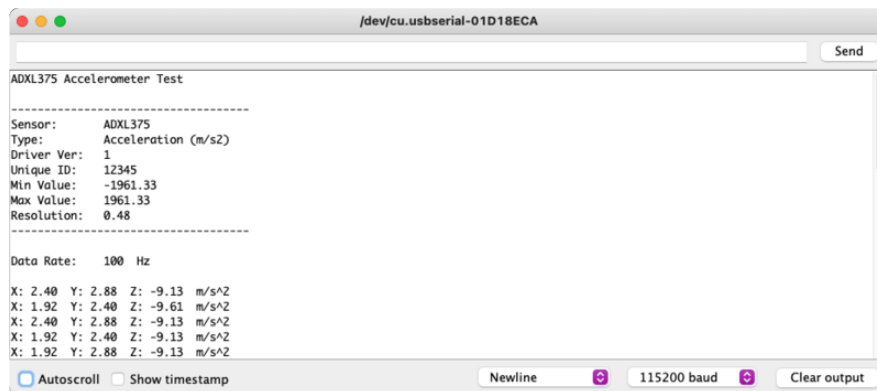 /dev/cu.usbserial-01D18ECA
Send
ADXL375 Accelerometer Test
------------------------------------
Sensor: ADXL375
Type: Acceleration (m/s2)
Driver Ver: 1
Unique ID: 12345
Min Value: -1961.33
Max Value: 1961.33
Resolution: 0.48
------------------------------------
Data Rate: 100 Hz
X: 2.40 Y: 2.88 Z: -9.13 m/s^2
X: 1.92 Y: 2.40 Z: -9.61 m/s^2
X: 2.40 Y: 2.88 Z: -9.13 m/s^2
X: 1.92 Y: 2.40 Z: -9.13 m/s^2
X: 1.92 Y: 2.88 Z: -9.13 m/s^2
Autoscroll Show timestamp Newline 115200 baud Clear output